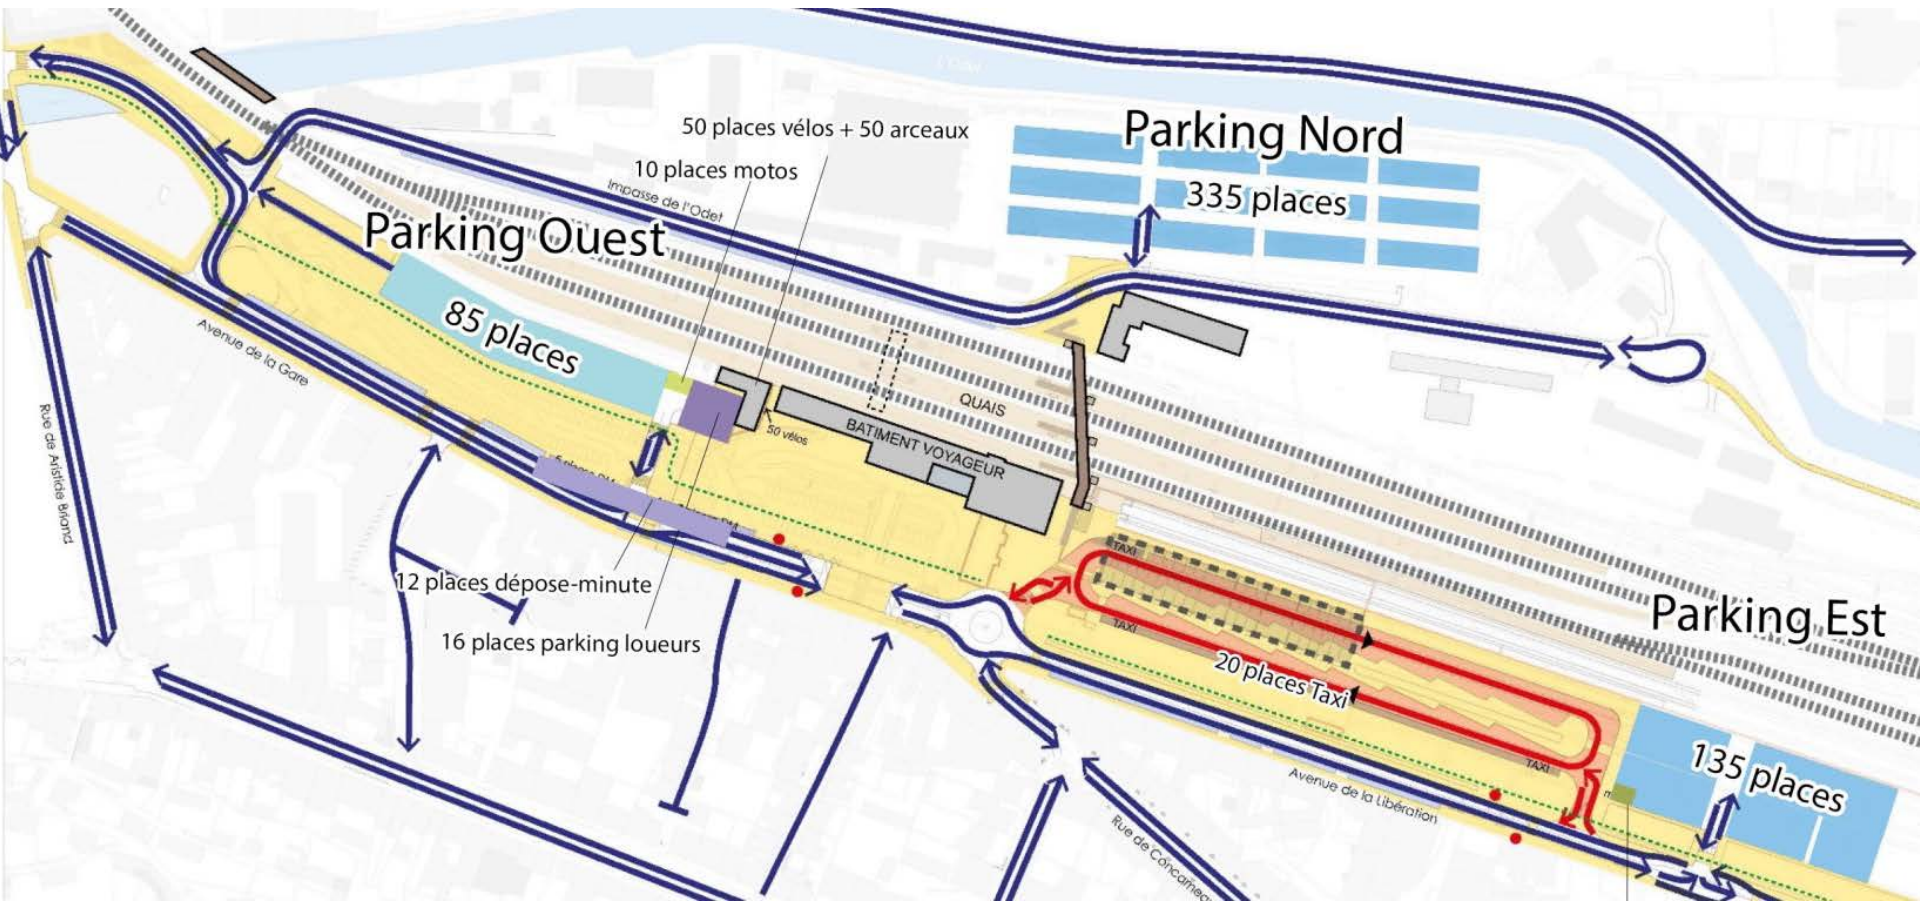 Parking Nord
335 places
50 places vélos + 50 arceaux
10 places motos
Impasse de l'Odet
Parking Ouest
85 places
Avenue de la Gare
Rue de Aristide Briand
QUAIS
BATIMENT VOYAGEUR
50 vélos
12 places dépose-minute
16 places parking loueurs
TAXI
TAXI
20 places Taxi
TAXI
Parking Est
135 places
Avenue de la Libération
Rue de Concarneau